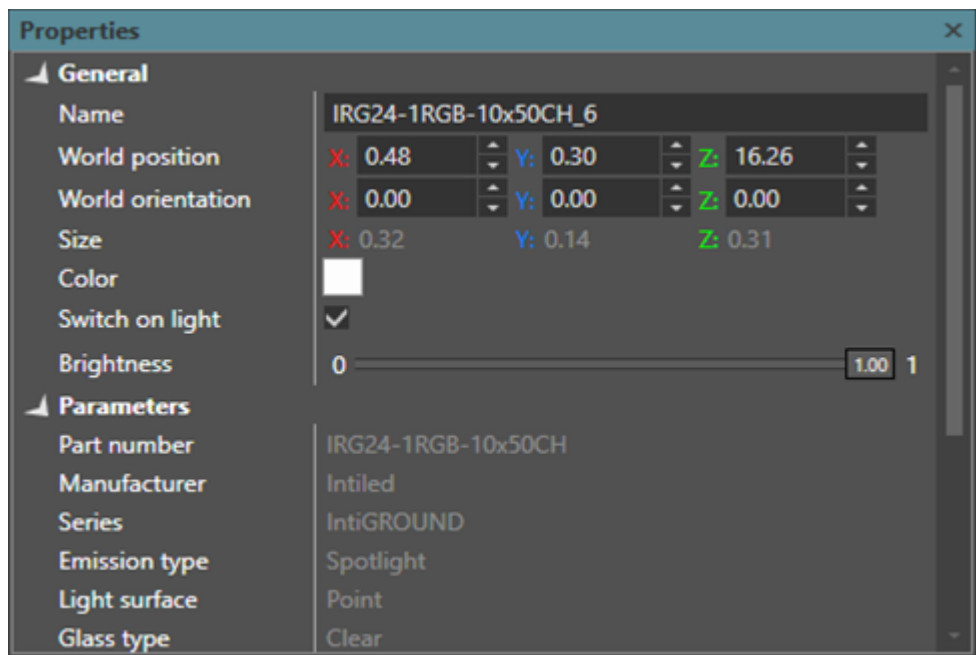 Properties
General
Name IRG24-1RGB-10x50CH_6
World position X: 0.48 Y: 0.30 Z: 16.26
World orientation X: 0.00 Y: 0.00 Z: 0.00
Size X: 0.32 Y: 0.14 Z: 0.31
Color
Switch on light
Brightness 0 1.00 1
Parameters
Part number IRG24-1RGB-10x50CH
Manufacturer Intiled
Series IntiGROUND
Emission type Spotlight
Light surface Point
Glass type Clear